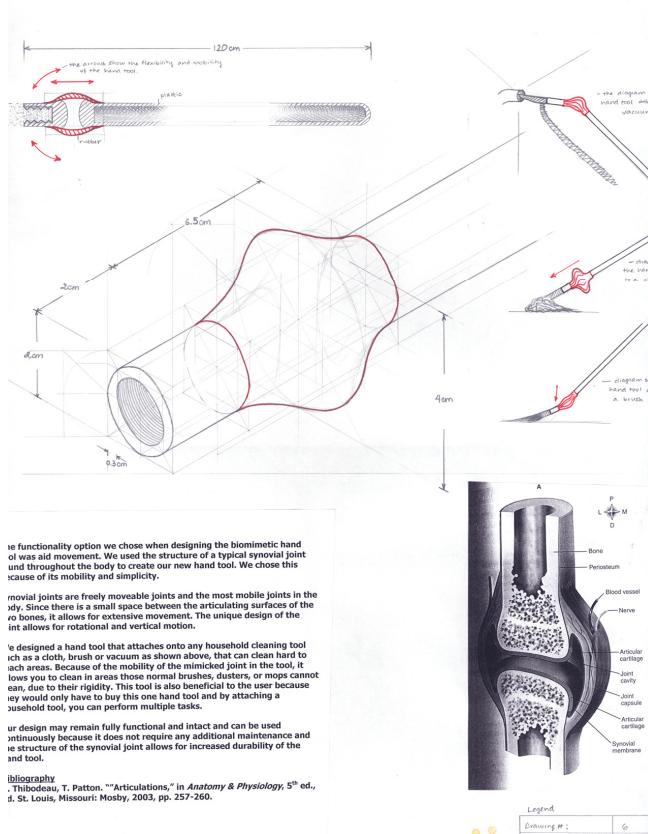 120cm
- the arrows show the flexibility and mobility
of the hand tool.
plastic
rubber
- the diagram
hand tool
vacuum
6.5cm
2cm
2cm
4cm
0.3cm
the
to a
- diagram s
hand tool
a brush
A
P
L M
D
Bone
Periosteum
Blood vessel
Nerve
Articular
cartilage
Joint
cavity
Joint
capsule
Articular
cartilage
Synovial
membrane
he functionality option we chose when designing the biomimetic hand
ol was aid movement. We used the structure of a typical synovial joint
und throughout the body to create our new hand tool. We chose this
ecause of its mobility and simplicity.
ynovial joints are freely moveable joints and the most mobile joints in the
ody. Since there is a small space between the articulating surfaces of the
wo bones, it allows for extensive movement. The unique design of the
int allows for rotational and vertical motion.
e designed a hand tool that attaches onto any household cleaning tool
uch as a cloth, brush or vacuum as shown above, that can clean hard to
ach areas. Because of the mobility of the mimicked joint in the tool, it
lows you to clean in areas those normal brushes, dusters, or mops cannot
ean, due to their rigidity. This tool is also beneficial to the user because
ey would only have to buy this one hand tool and by attaching a
ousehold tool, you can perform multiple tasks.
ur design may remain fully functional and intact and can be used
ontinuously because it does not require any additional maintenance and
e structure of the synovial joint allows for increased durability of the
and tool.
ibliography
. Thibodeau, T. Patton. ""Articulations," in Anatomy & Physiology, 5th ed.,
d. St. Louis, Missouri: Mosby, 2003, pp. 257-260.
Legend
Drawing #: 6